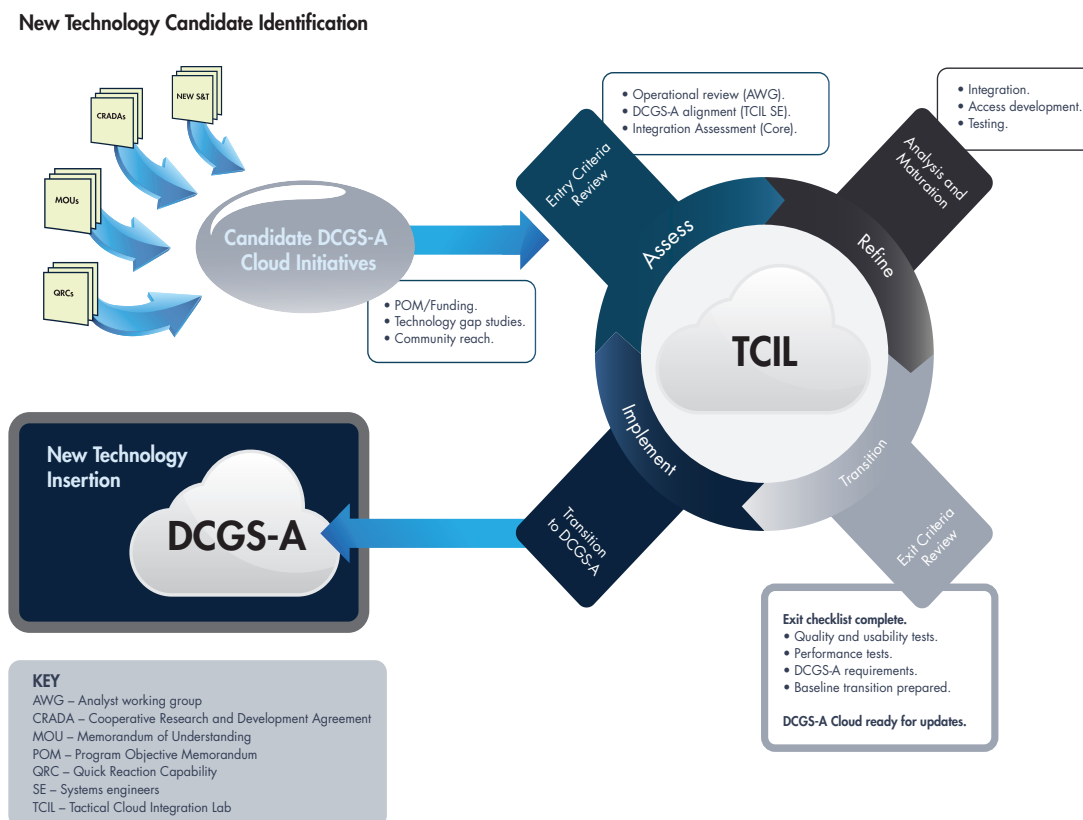 New Technology Candidate Identification
NEW S&T
CRADAs
MOUs
QRCs
Candidate DCGS-A
Cloud Initiatives
• POM/Funding.
• Technology gap studies.
• Community reach.
• Operational review (AWG).
• DCGS-A alignment (TCIL SE).
• Integration Assessment (Core).
Entry Criteria
Review
Assess
• Integration.
• Access development.
• Testing.
Analysis and
Maturation
Refine
TCIL
Transition
Exit Criteria
Review
Exit checklist complete.
• Quality and usability tests.
• Performance tests.
• DCGS-A requirements.
• Baseline transition prepared.
DCGS-A Cloud ready for updates.
Implement
Transition
to DCGS-A
New Technology
Insertion
DCGS-A
KEY
AWG – Analyst working group
CRADA – Cooperative Research and Development Agreement
MOU – Memorandum of Understanding
POM – Program Objective Memorandum
QRC – Quick Reaction Capability
SE – Systems engineers
TCIL – Tactical Cloud Integration Lab